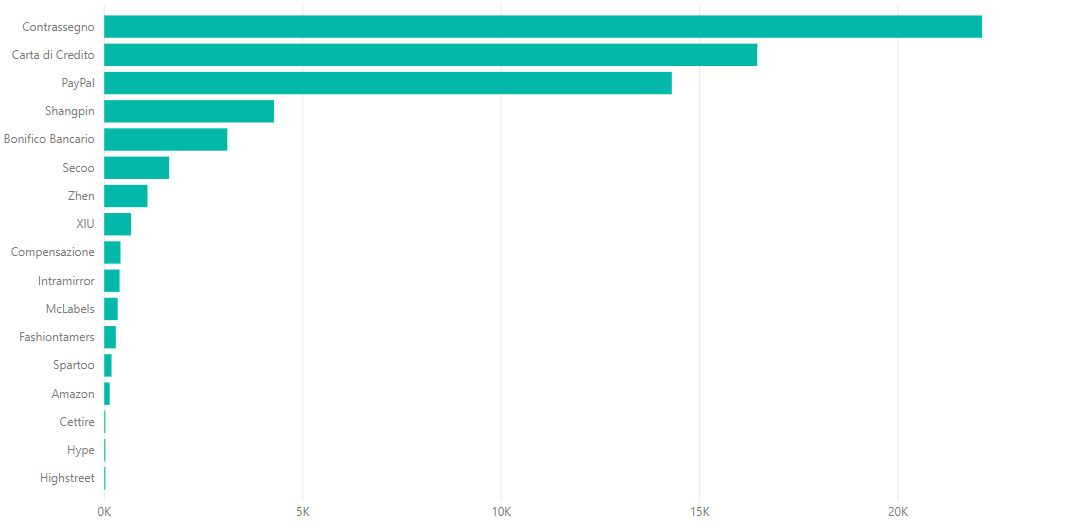 Contrassegno
Carta di Credito
PayPal
Shangpin
Bonifico Bancario
Secoo
Zhen
XIU
Compensazione
Intramirror
McLabels
Fashiontamers
Spartoo
Amazon
Cettire
Hype
Highstreet
0K 5K 10K 15K 20K